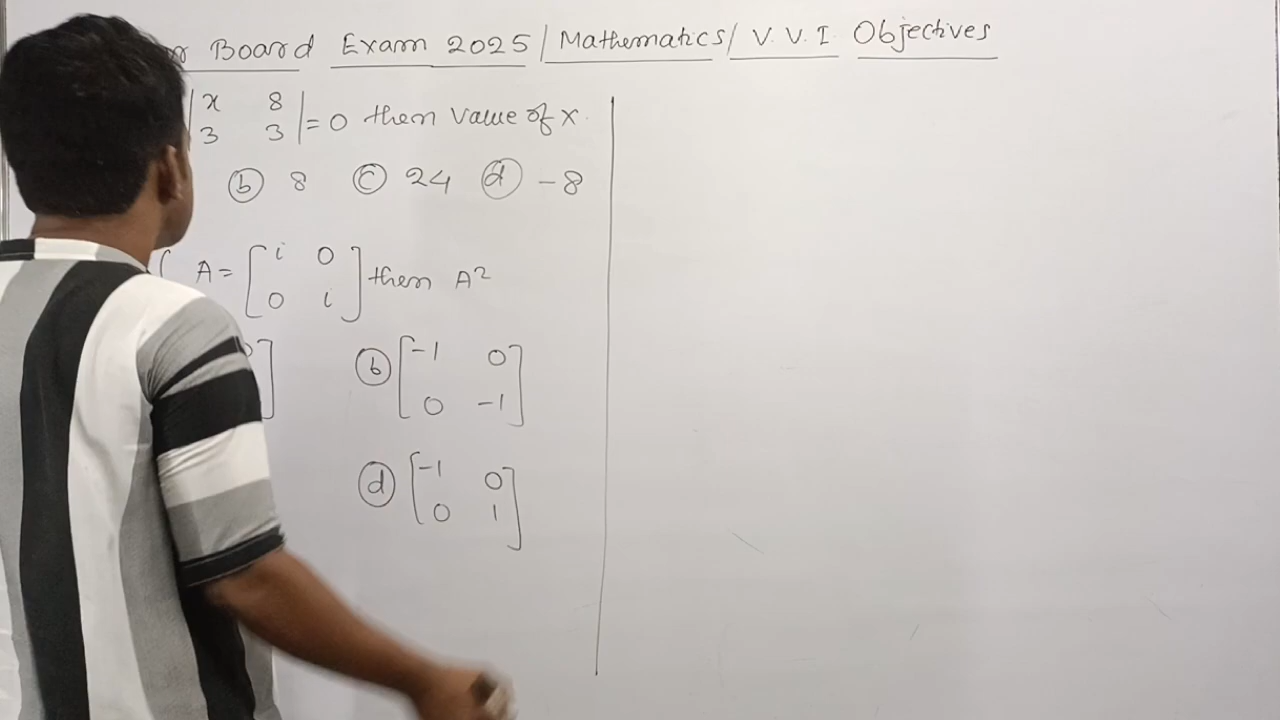 Board Exam 2025 / Mathematics / V. V. I Objectives
| x 8 |
| 3 3 | = 0 then value of x.
(b) 8 (c) 24 (d) -8
A = [ i 0 ] then A²
[ 0 i ]
(b) [ -1 0 ]
[ 0 -1 ]
(d) [ -1 0 ]
[ 0 1 ]